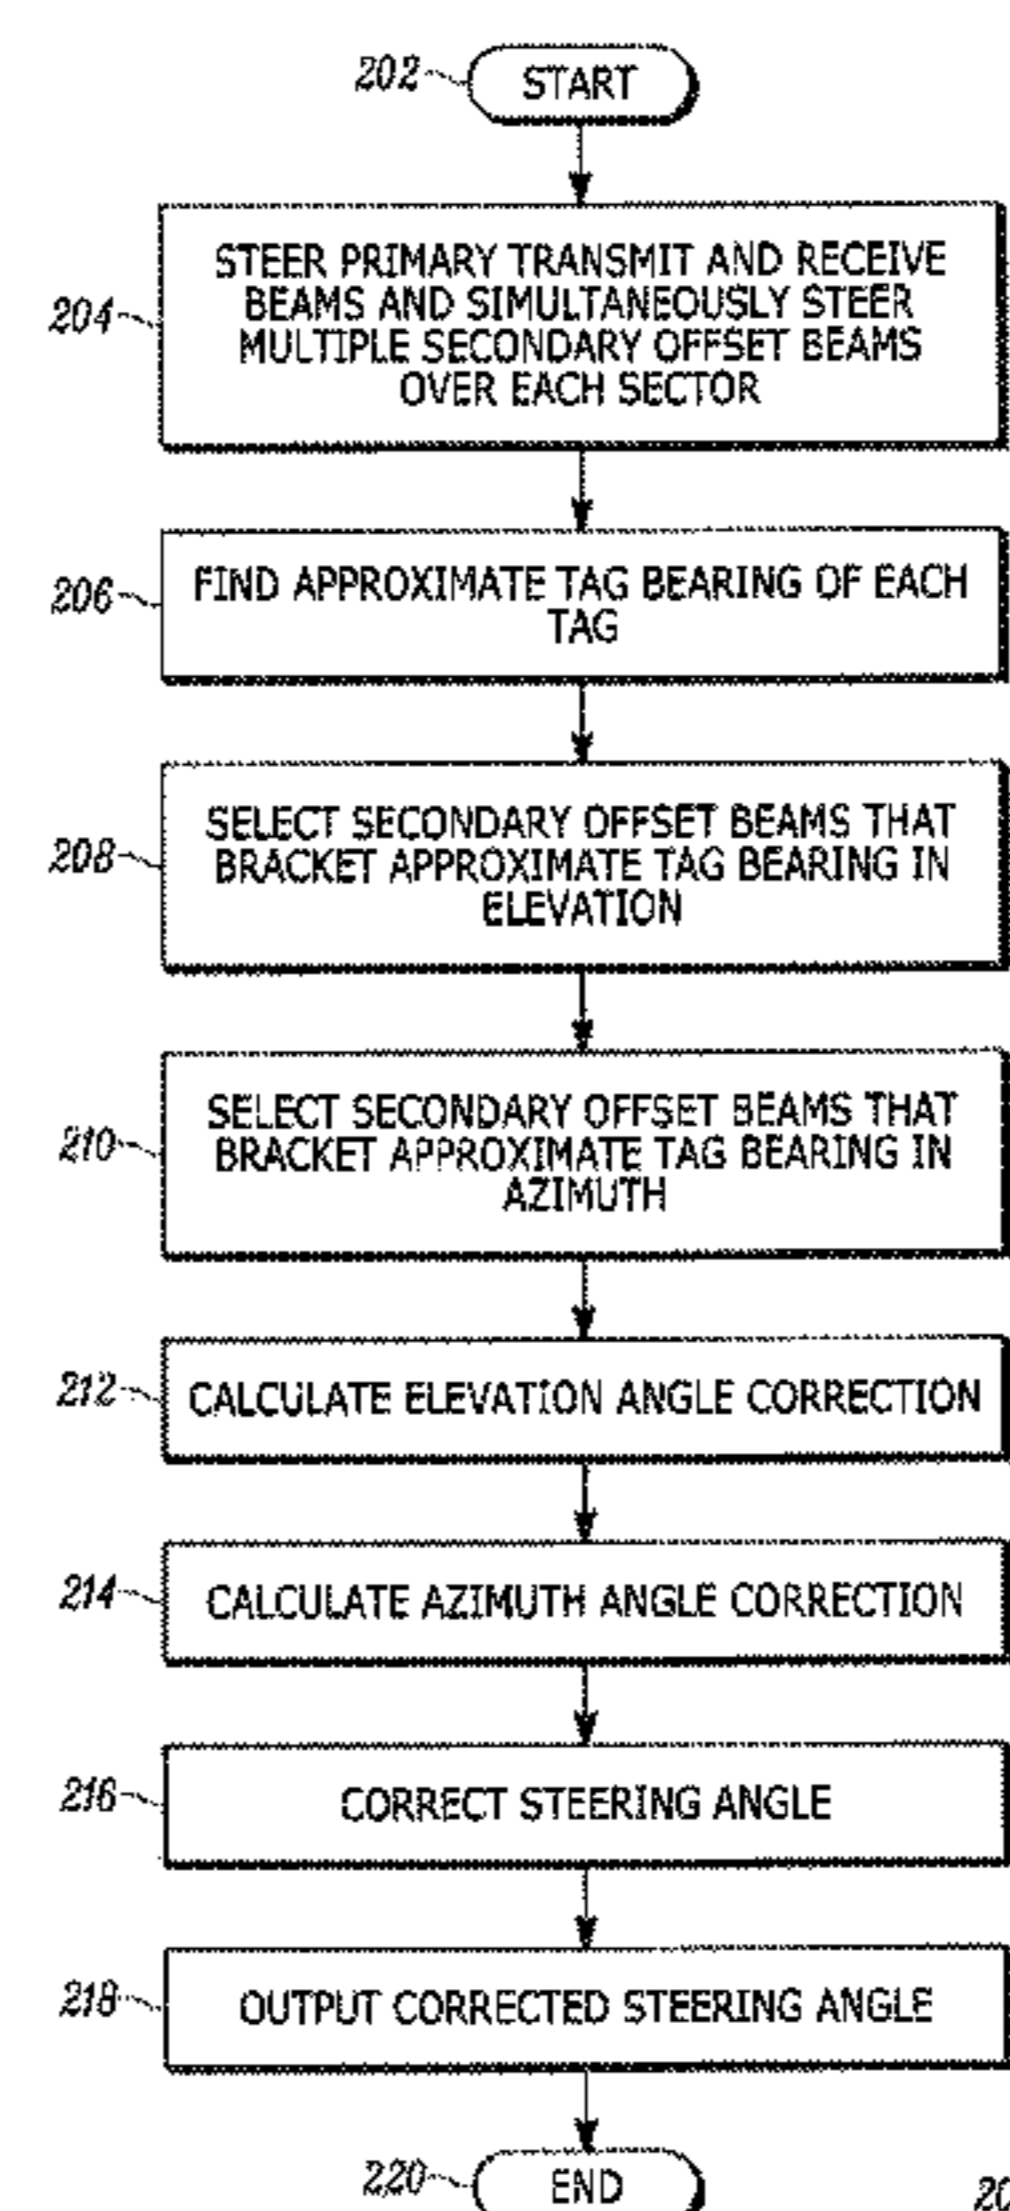 202 START
204
STEER PRIMARY TRANSMIT AND RECEIVE
BEAMS AND SIMULTANEOUSLY STEER
MULTIPLE SECONDARY OFFSET BEAMS
OVER EACH SECTOR
206
FIND APPROXIMATE TAG BEARING OF EACH
TAG
208
SELECT SECONDARY OFFSET BEAMS THAT
BRACKET APPROXIMATE TAG BEARING IN
ELEVATION
210
SELECT SECONDARY OFFSET BEAMS THAT
BRACKET APPROXIMATE TAG BEARING IN
AZIMUTH
212 CALCULATE ELEVATION ANGLE CORRECTION
214 CALCULATE AZIMUTH ANGLE CORRECTION
216 CORRECT STEERING ANGLE
218 OUTPUT CORRECTED STEERING ANGLE
220 END